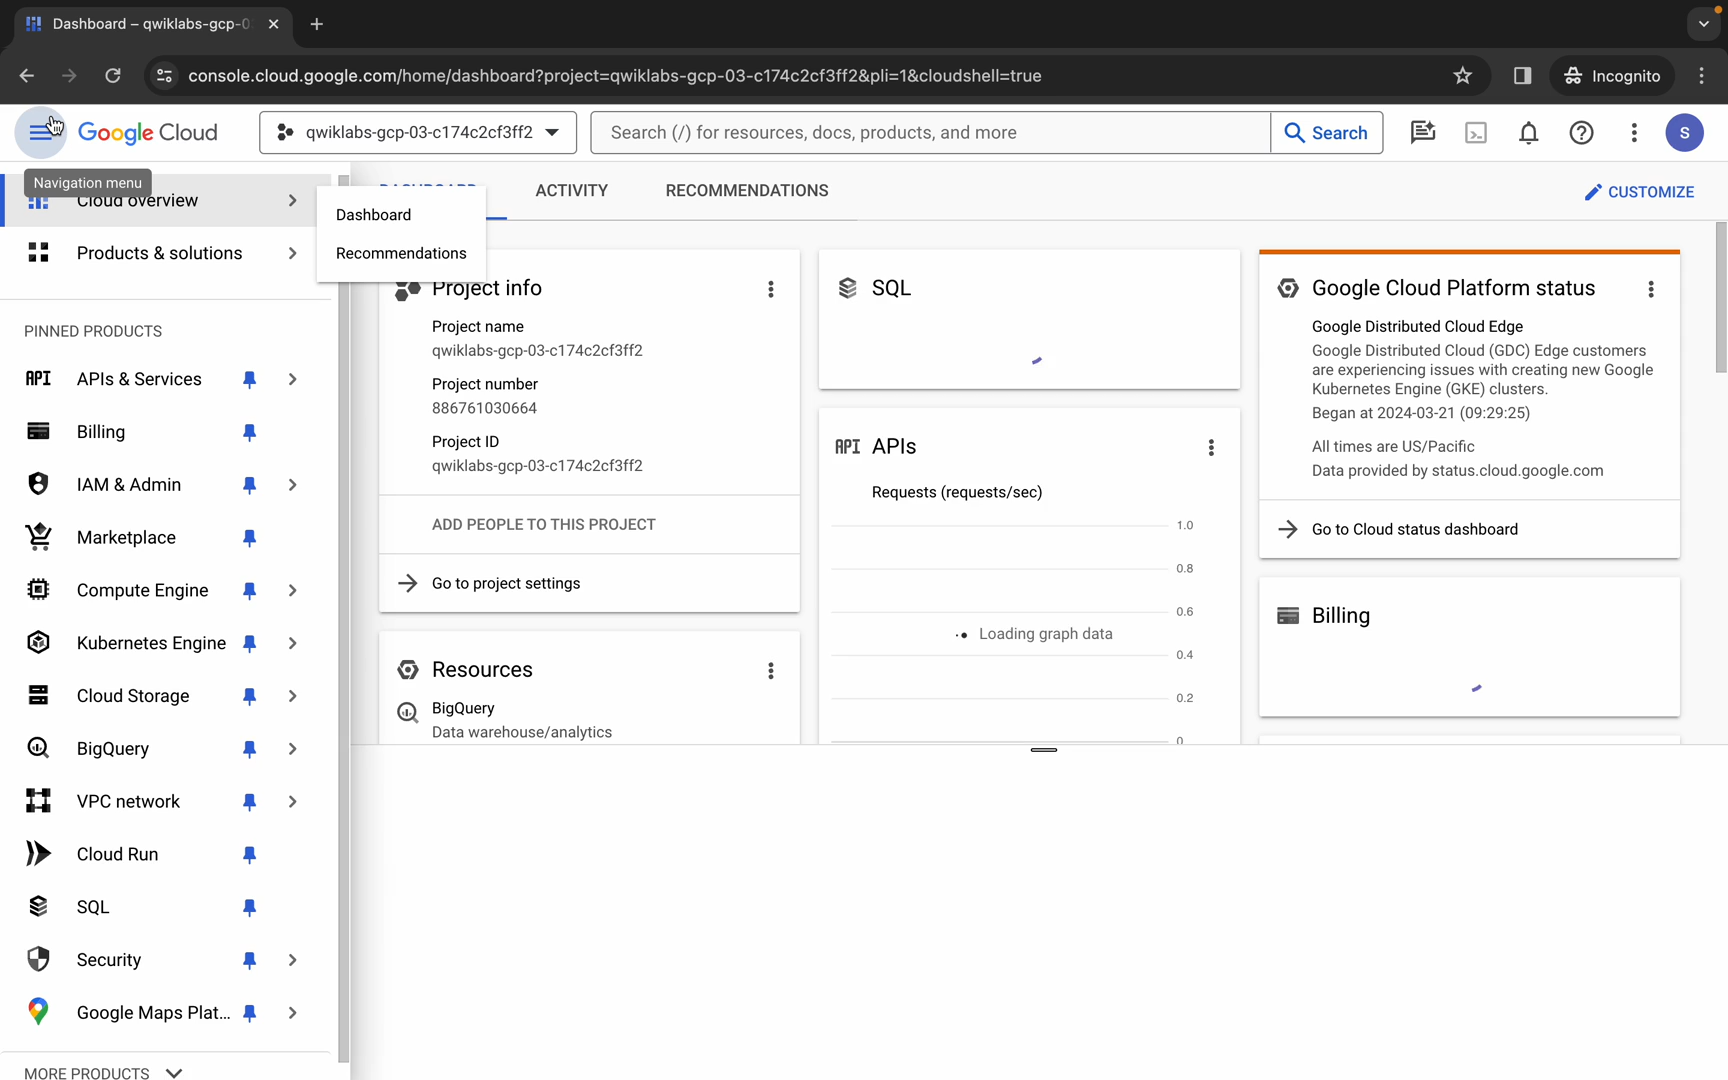 Dashboard – qwiklabs-gcp-0
console.cloud.google.com/home/dashboard?project=qwiklabs-gcp-03-c174c2cf3ff2&pli=1&cloudshell=true
Incognito
Google Cloud
qwiklabs-gcp-03-c174c2cf3ff2
Search (/) for resources, docs, products, and more
Search
S
Navigation menu
Cloud overview
Products & solutions
PINNED PRODUCTS
API APIs & Services
Billing
IAM & Admin
Marketplace
Compute Engine
Kubernetes Engine
Cloud Storage
BigQuery
VPC network
Cloud Run
SQL
Security
Google Maps Plat...
MORE PRODUCTS
Dashboard
Recommendations
DASHBOARD
ACTIVITY
RECOMMENDATIONS
CUSTOMIZE
Project info
Project name
qwiklabs-gcp-03-c174c2cf3ff2
Project number
886761030664
Project ID
qwiklabs-gcp-03-c174c2cf3ff2
ADD PEOPLE TO THIS PROJECT
Go to project settings
Resources
BigQuery
Data warehouse/analytics
SQL
API APIs
Requests (requests/sec)
1.0
0.8
0.6
Loading graph data
0.4
0.2
0
Google Cloud Platform status
Google Distributed Cloud Edge
Google Distributed Cloud (GDC) Edge customers
are experiencing issues with creating new Google
Kubernetes Engine (GKE) clusters.
Began at 2024-03-21 (09:29:25)
All times are US/Pacific
Data provided by status.cloud.google.com
Go to Cloud status dashboard
Billing